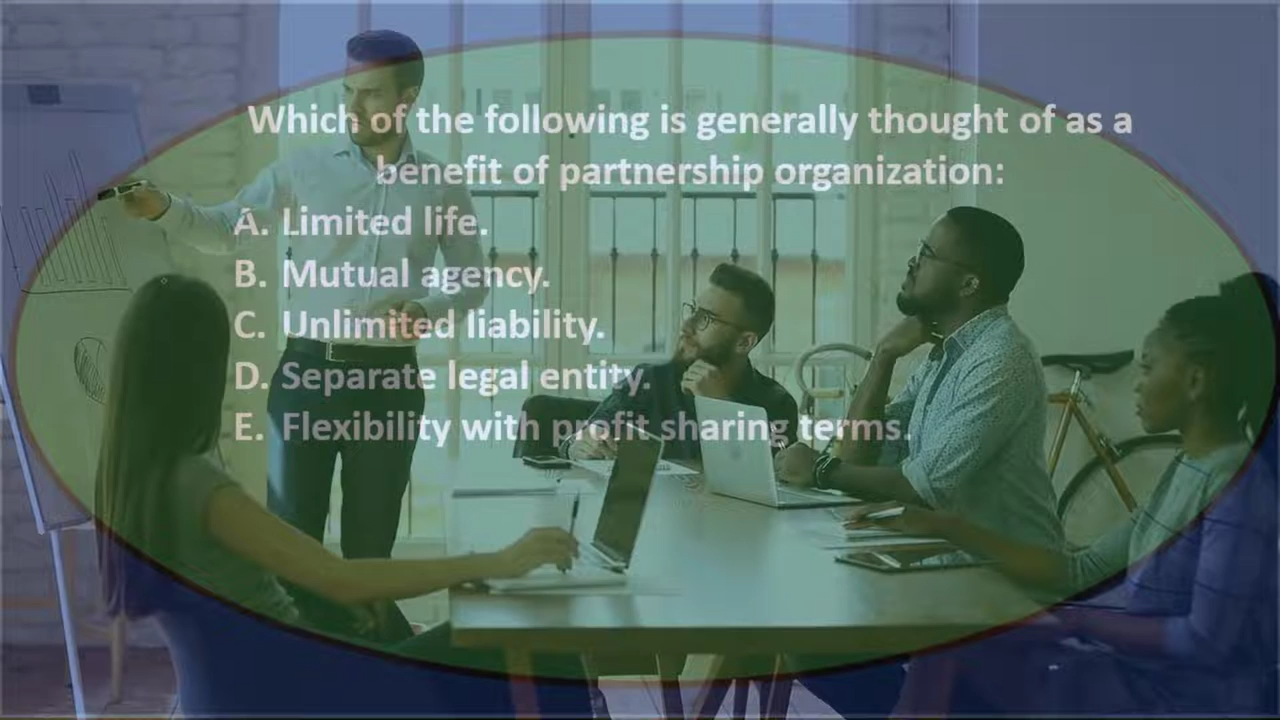 Which of the following is generally thought of as a
benefit of partnership organization:
A. Limited life.
B. Mutual agency.
C. Unlimited liability.
D. Separate legal entity.
E. Flexibility with profit sharing terms.